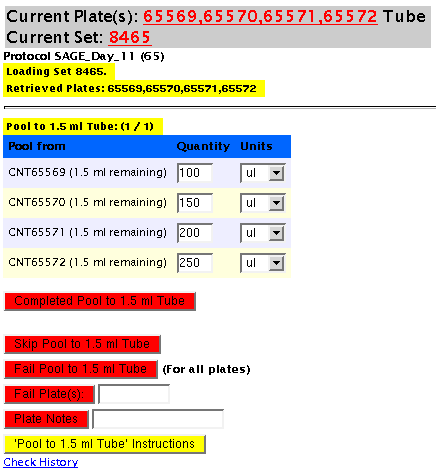 Current Plate(s): 65569,65570,65571,65572 Tube
Current Set: 8465
Protocol SAGE_Day_11 (65)
Loading Set 8465.
Retrieved Plates: 65569,65570,65571,65572
Pool to 1.5 ml Tube: (1 / 1)
Pool from Quantity Units
CNT65569 (1.5 ml remaining) 100 ul
CNT65570 (1.5 ml remaining) 150 ul
CNT65571 (1.5 ml remaining) 200 ul
CNT65572 (1.5 ml remaining) 250 ul
Completed Pool to 1.5 ml Tube
Skip Pool to 1.5 ml Tube
Fail Pool to 1.5 ml Tube (For all plates)
Fail Plate(s):
Plate Notes
'Pool to 1.5 ml Tube' Instructions
Check History